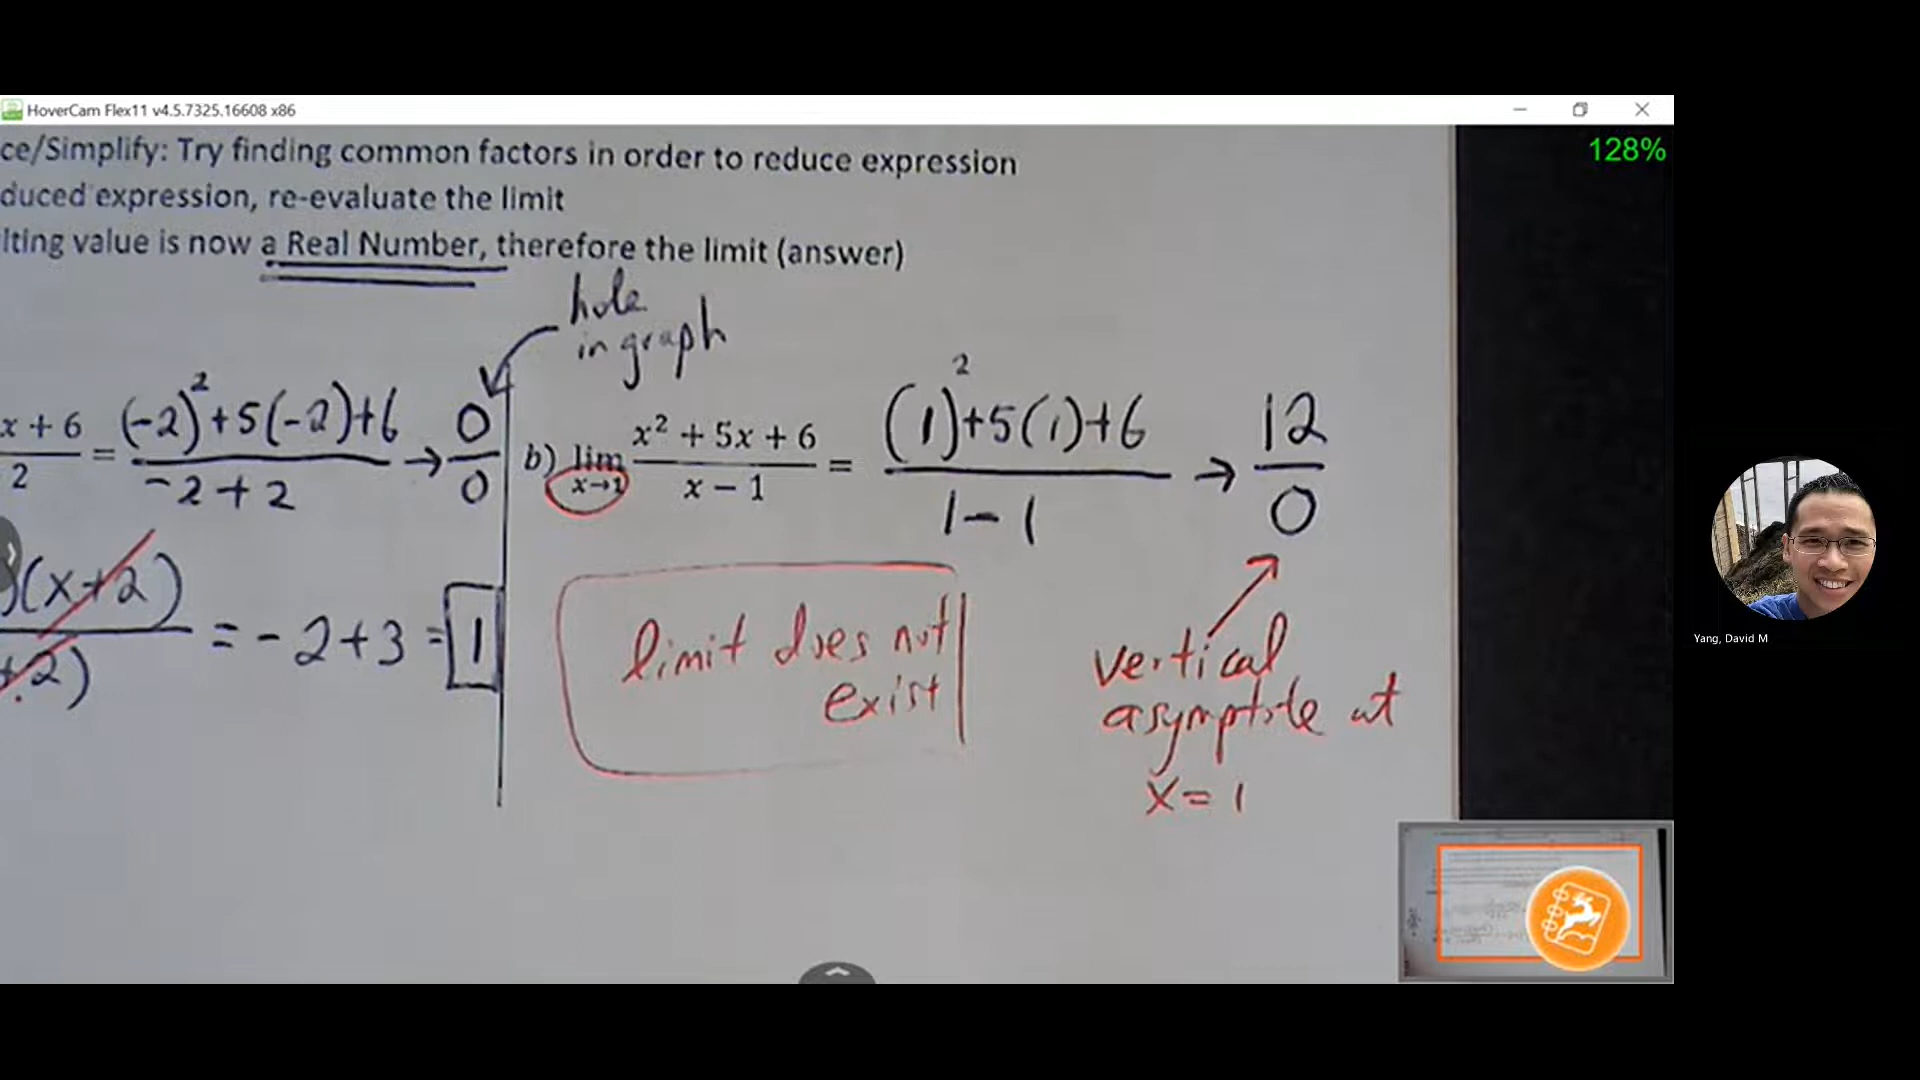 HoverCam Flex11 v4.5.7325.16608 x86
128%
ce/Simplify: Try finding common factors in order to reduce expression
duced expression, re-evaluate the limit
lting value is now a Real Number, therefore the limit (answer)
hole
in graph
x + 6 / 2 = (-2)² + 5(-2) + 6 / -2 + 2 → 0 / 0
)(x+2) / +2) = -2 + 3 = 1
b) lim x→1 x² + 5x + 6 / x − 1 = (1)² + 5(1) + 6 / 1 - 1 → 12 / 0
limit does not
exist
vertical
asymptote at
x = 1
Yang, David M